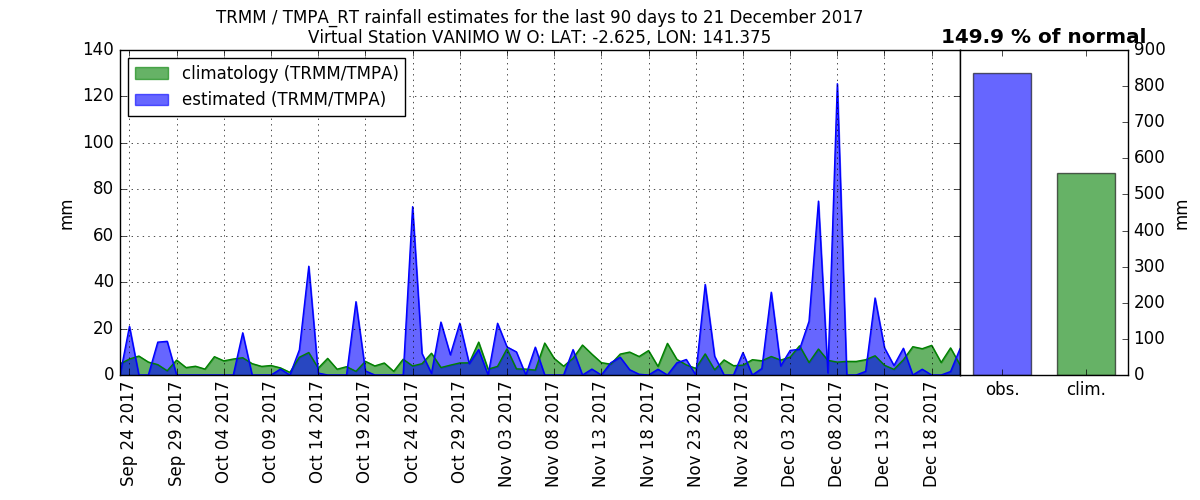 TRMM / TMPA_RT rainfall estimates for the last 90 days to 21 December 2017
Virtual Station VANIMO W O: LAT: -2.625, LON: 141.375
149.9 % of normal
climatology (TRMM/TMPA)
estimated (TRMM/TMPA)
mm
140
120
100
80
60
40
20
0
Sep 24 2017
Sep 29 2017
Oct 04 2017
Oct 09 2017
Oct 14 2017
Oct 19 2017
Oct 24 2017
Oct 29 2017
Nov 03 2017
Nov 08 2017
Nov 13 2017
Nov 18 2017
Nov 23 2017
Nov 28 2017
Dec 03 2017
Dec 08 2017
Dec 13 2017
Dec 18 2017
900
800
700
600
500
400
300
200
100
0
mm
obs.
clim.